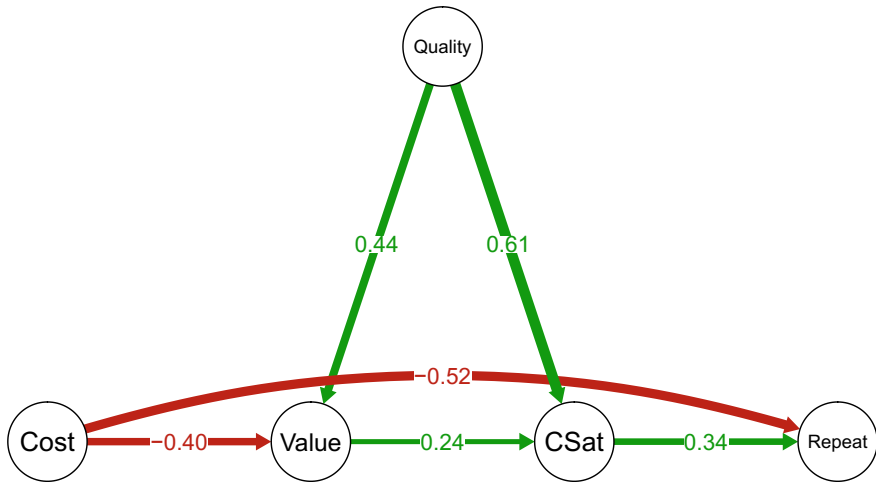 Quality
0.44
0.61
−0.52
Cost
−0.40
Value
0.24
CSat
0.34
Repeat